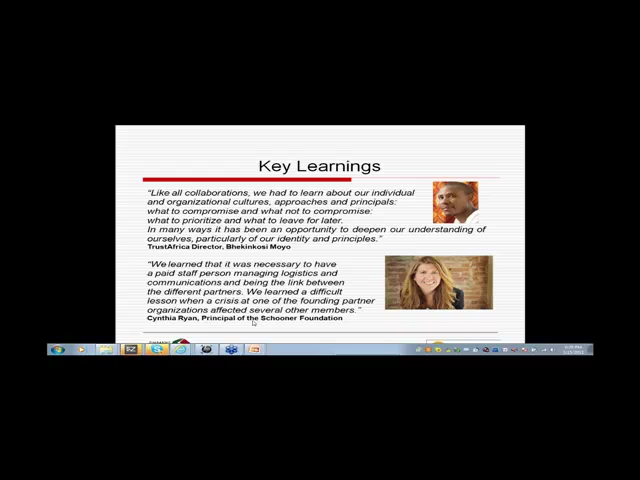 Key Learnings
“Like all collaborations, we had to learn about our individual
and organizational cultures, approaches and principals:
what to compromise and what not to compromise:
what to prioritize and what to leave for later.
In many ways it has been an opportunity to deepen our understanding of
ourselves, particularly of our identity and principles.”
TrustAfrica Director, Bhekinkosi Moyo
“We learned that it was necessary to have
a paid staff person managing logistics and
communications and being the link between
the different partners. We learned a difficult
lesson when a crisis at one of the founding partner
organizations affected several other members.”
Cynthia Ryan, Principal of the Schooner Foundation